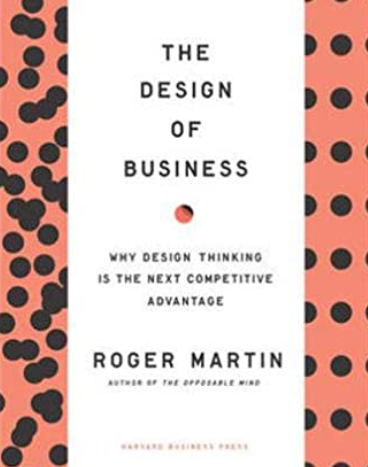 THE
DESIGN
OF
BUSINESS
WHY DESIGN THINKING
IS THE NEXT COMPETITIVE
ADVANTAGE
ROGER MARTIN
AUTHOR OF THE OPPOSABLE MIND
HARVARD BUSINESS PRESS